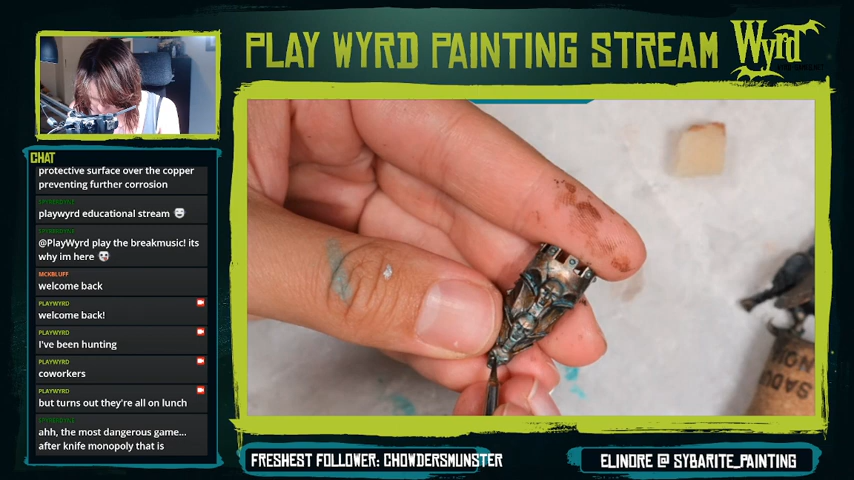 PLAY WYRD PAINTING STREAM
Wyrd
CHAT
protective surface over the copper
preventing further corrosion
playwyrd educational stream
@PlayWyrd play the breakmusic! its
why im here
MCKBLUFF
welcome back
PLAYWYRD
welcome back!
PLAYWYRD
I've been hunting
PLAYWYRD
coworkers
PLAYWYRD
but turns out they're all on lunch
ahh, the most dangerous game...
after knife monopoly that is
FRESHEST FOLLOWER: CHOWDERSMUNSTER
ELINORE @ SYBARITE_PAINTING